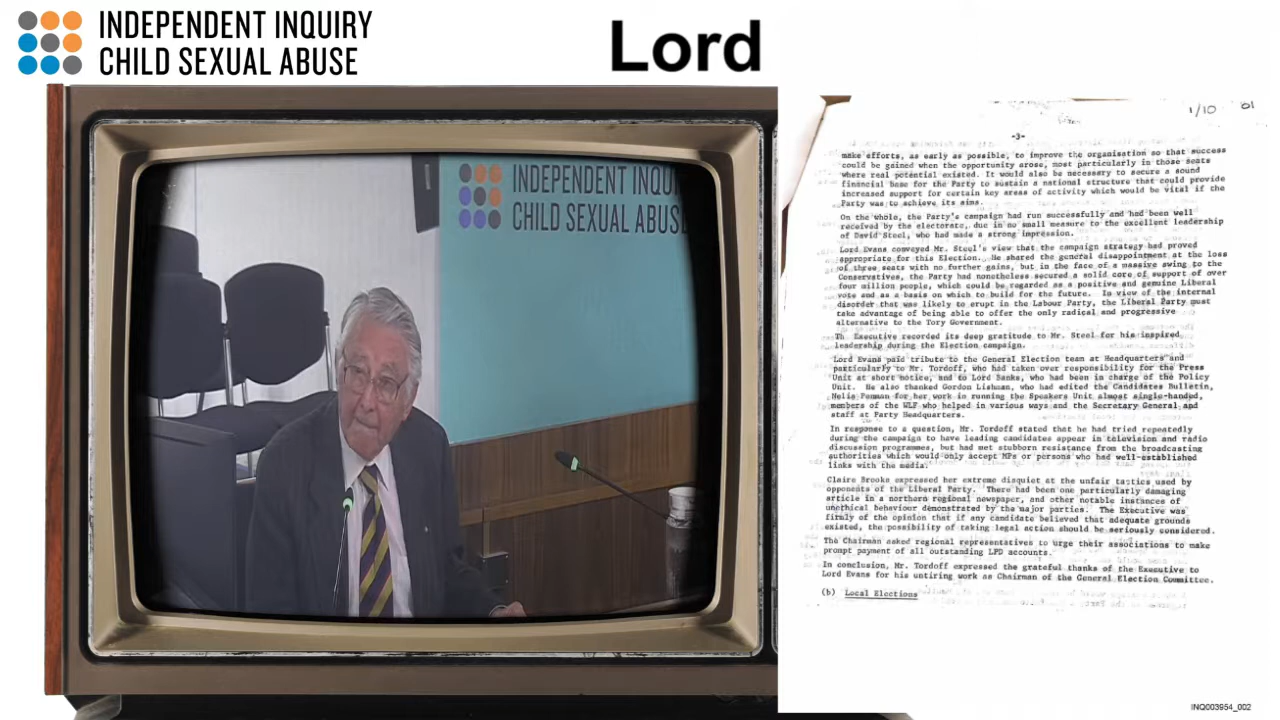 INDEPENDENT INQUIRY
CHILD SEXUAL ABUSE
Lord
INDEPENDENT INQUI
CHILD SEXUAL ABUSE
1/10
-3-
make efforts, as early as possible, to improve the organisation so that success
could be gained when the opportunity arose, most particularly in those seats
where real potential existed. It would also be necessary to secure a sound
financial base for the Party to sustain a national structure that could provide
increased support for certain key areas of activity which would be vital if the
Party was to achieve its aims.
On the whole, the Party's campaign had run successfully and had been well
received by the electorate, due in no small measure to the excellent leadership
of David Steel, who had made a strong impression.
Lord Evans conveyed Mr. Steel's view that the campaign strategy had proved
appropriate for this Election. He shared the general disappointment at the loss
of three seats with no further gains, but in the face of a massive swing to the
Conservatives, the Party had nonetheless secured a solid core of support of over
four million people, which could be regarded as a positive and genuine Liberal
vote and as a basis on which to build for the future. In view of the internal
disorder that was likely to erupt in the Labour Party, the Liberal Party must
take advantage of being able to offer the only radical and progressive
alternative to the Tory Government.
Th Executive recorded its deep gratitude to Mr. Steel for his inspired
leadership during the Election campaign.
Lord Evans paid tribute to the General Election team at Headquarters and
particularly to Mr. Tordoff, who had taken over responsibility for the Press
Unit at short notice, and to Lord Banks, who had been in charge of the Policy
Unit. He also thanked Gordon Lishman, who had edited the Candidates Bulletin,
Penman for her work in running the Speakers Unit almost single-handed,
members of the WLF who helped in various ways and the Secretary General and
staff at Party Headquarters.
In response to a question, Mr. Tordoff stated that he had tried repeatedly
during the campaign to have leading candidates appear in television and radio
discussion programmes, but had met stubborn resistance from the broadcasting
authorities which would only accept MPs or persons who had well-established
links with the media.
Claire Brooke expressed her extreme disquiet at the unfair tactics used by
opponents of the Liberal Party. There had been one particularly damaging
article in a northern regional newspaper, and other notable instances of
unethical behaviour demonstrated by the major parties. The Executive was
firmly of the opinion that if any candidate believed that adequate grounds
existed, the possibility of taking legal action should be seriously considered.
The Chairman asked regional representatives to urge their associations to make
prompt payment of all outstanding LPD accounts.
In conclusion, Mr. Tordoff expressed the grateful thanks of the Executive to
Lord Evans for his untiring work as Chairman of the General Election Committee.
(b) Local Elections
INQ003954_002